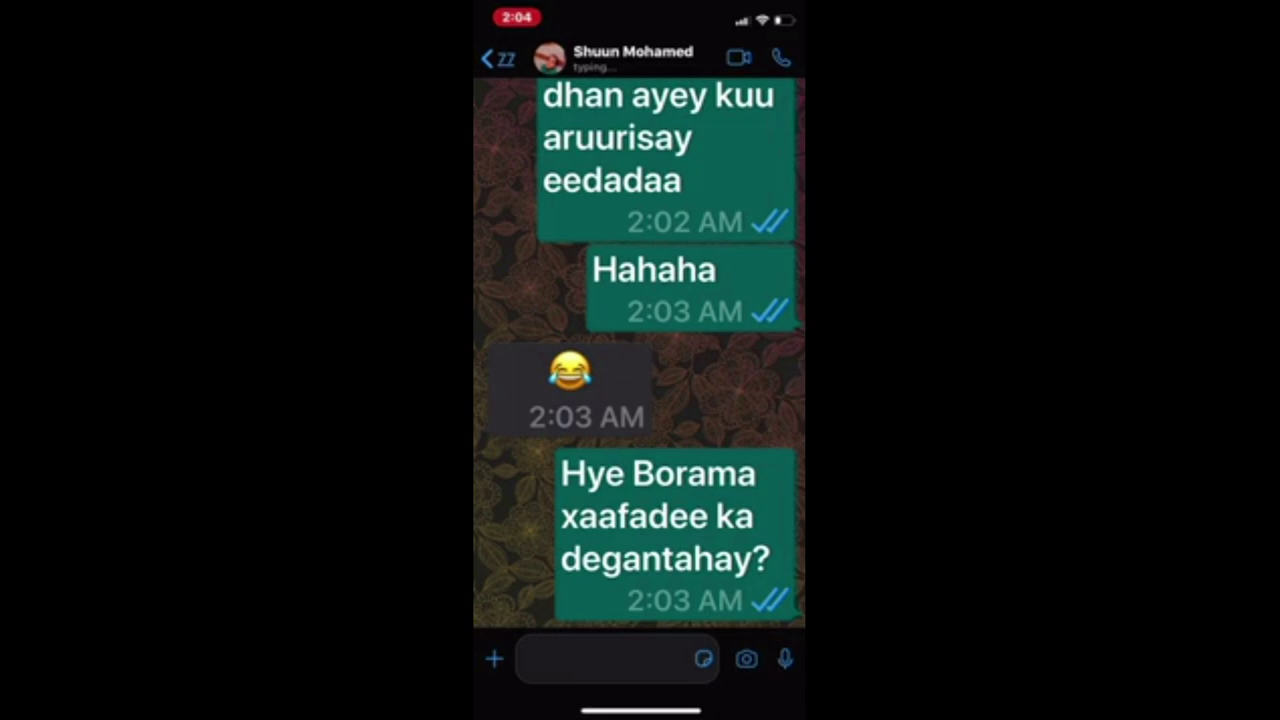 2:04
77
Shuun Mohamed
typing...
dhan ayey kuu
aruurisay
eedadaa
2:02 AM
Hahaha
2:03 AM
😂
2:03 AM
Hye Borama
xaafadee ka
degantahay?
2:03 AM